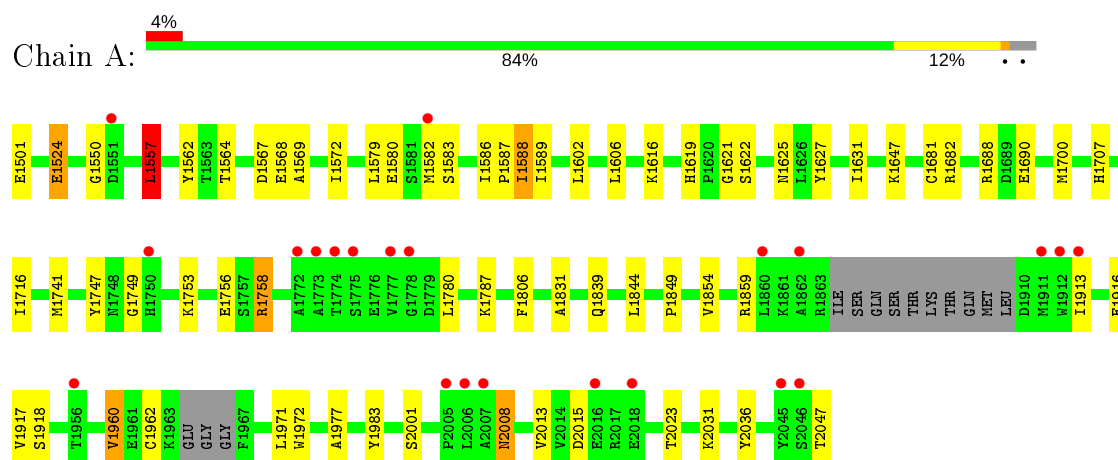 4%
Chain A:
84% 12% • •
E1501 E1524 G1550 D1551 L1557 Y1562 T1563 T1564 D1567 E1568 A1569 I1572 L1579 E1580 S1581 M1582 S1583 I1586 P1587 I1588 I1589 L1602 L1606 K1616 H1619 P1620 G1621 S1622 N1625 L1626 Y1627 I1631 K1647 C1681 R1682 R1688 D1689 E1690 M1700 H1707
I1716 M1741 Y1747 N1748 G1749 H1750 K1753 E1756 S1757 R1758 A1772 A1773 T1774 S1775 E1776 V1777 G1778 D1779 L1780 K1787 F1806 A1831 Q1839 L1844 P1849 V1854 R1859 L1860 K1861 A1862 R1863 ILE SER GLN SER THR LYS THR GLN MET LEU D1910 M1911 W1912 I1913 E1916
V1917 S1918 T1956 V1960 E1961 C1962 K1963 GLU GLY GLY F1967 L1971 W1972 A1977 Y1983 S2001 P2005 L2006 A2007 N2008 V2013 V2014 D2015 E2016 R2017 E2018 T2023 K2031 Y2036 Y2045 S2046 T2047